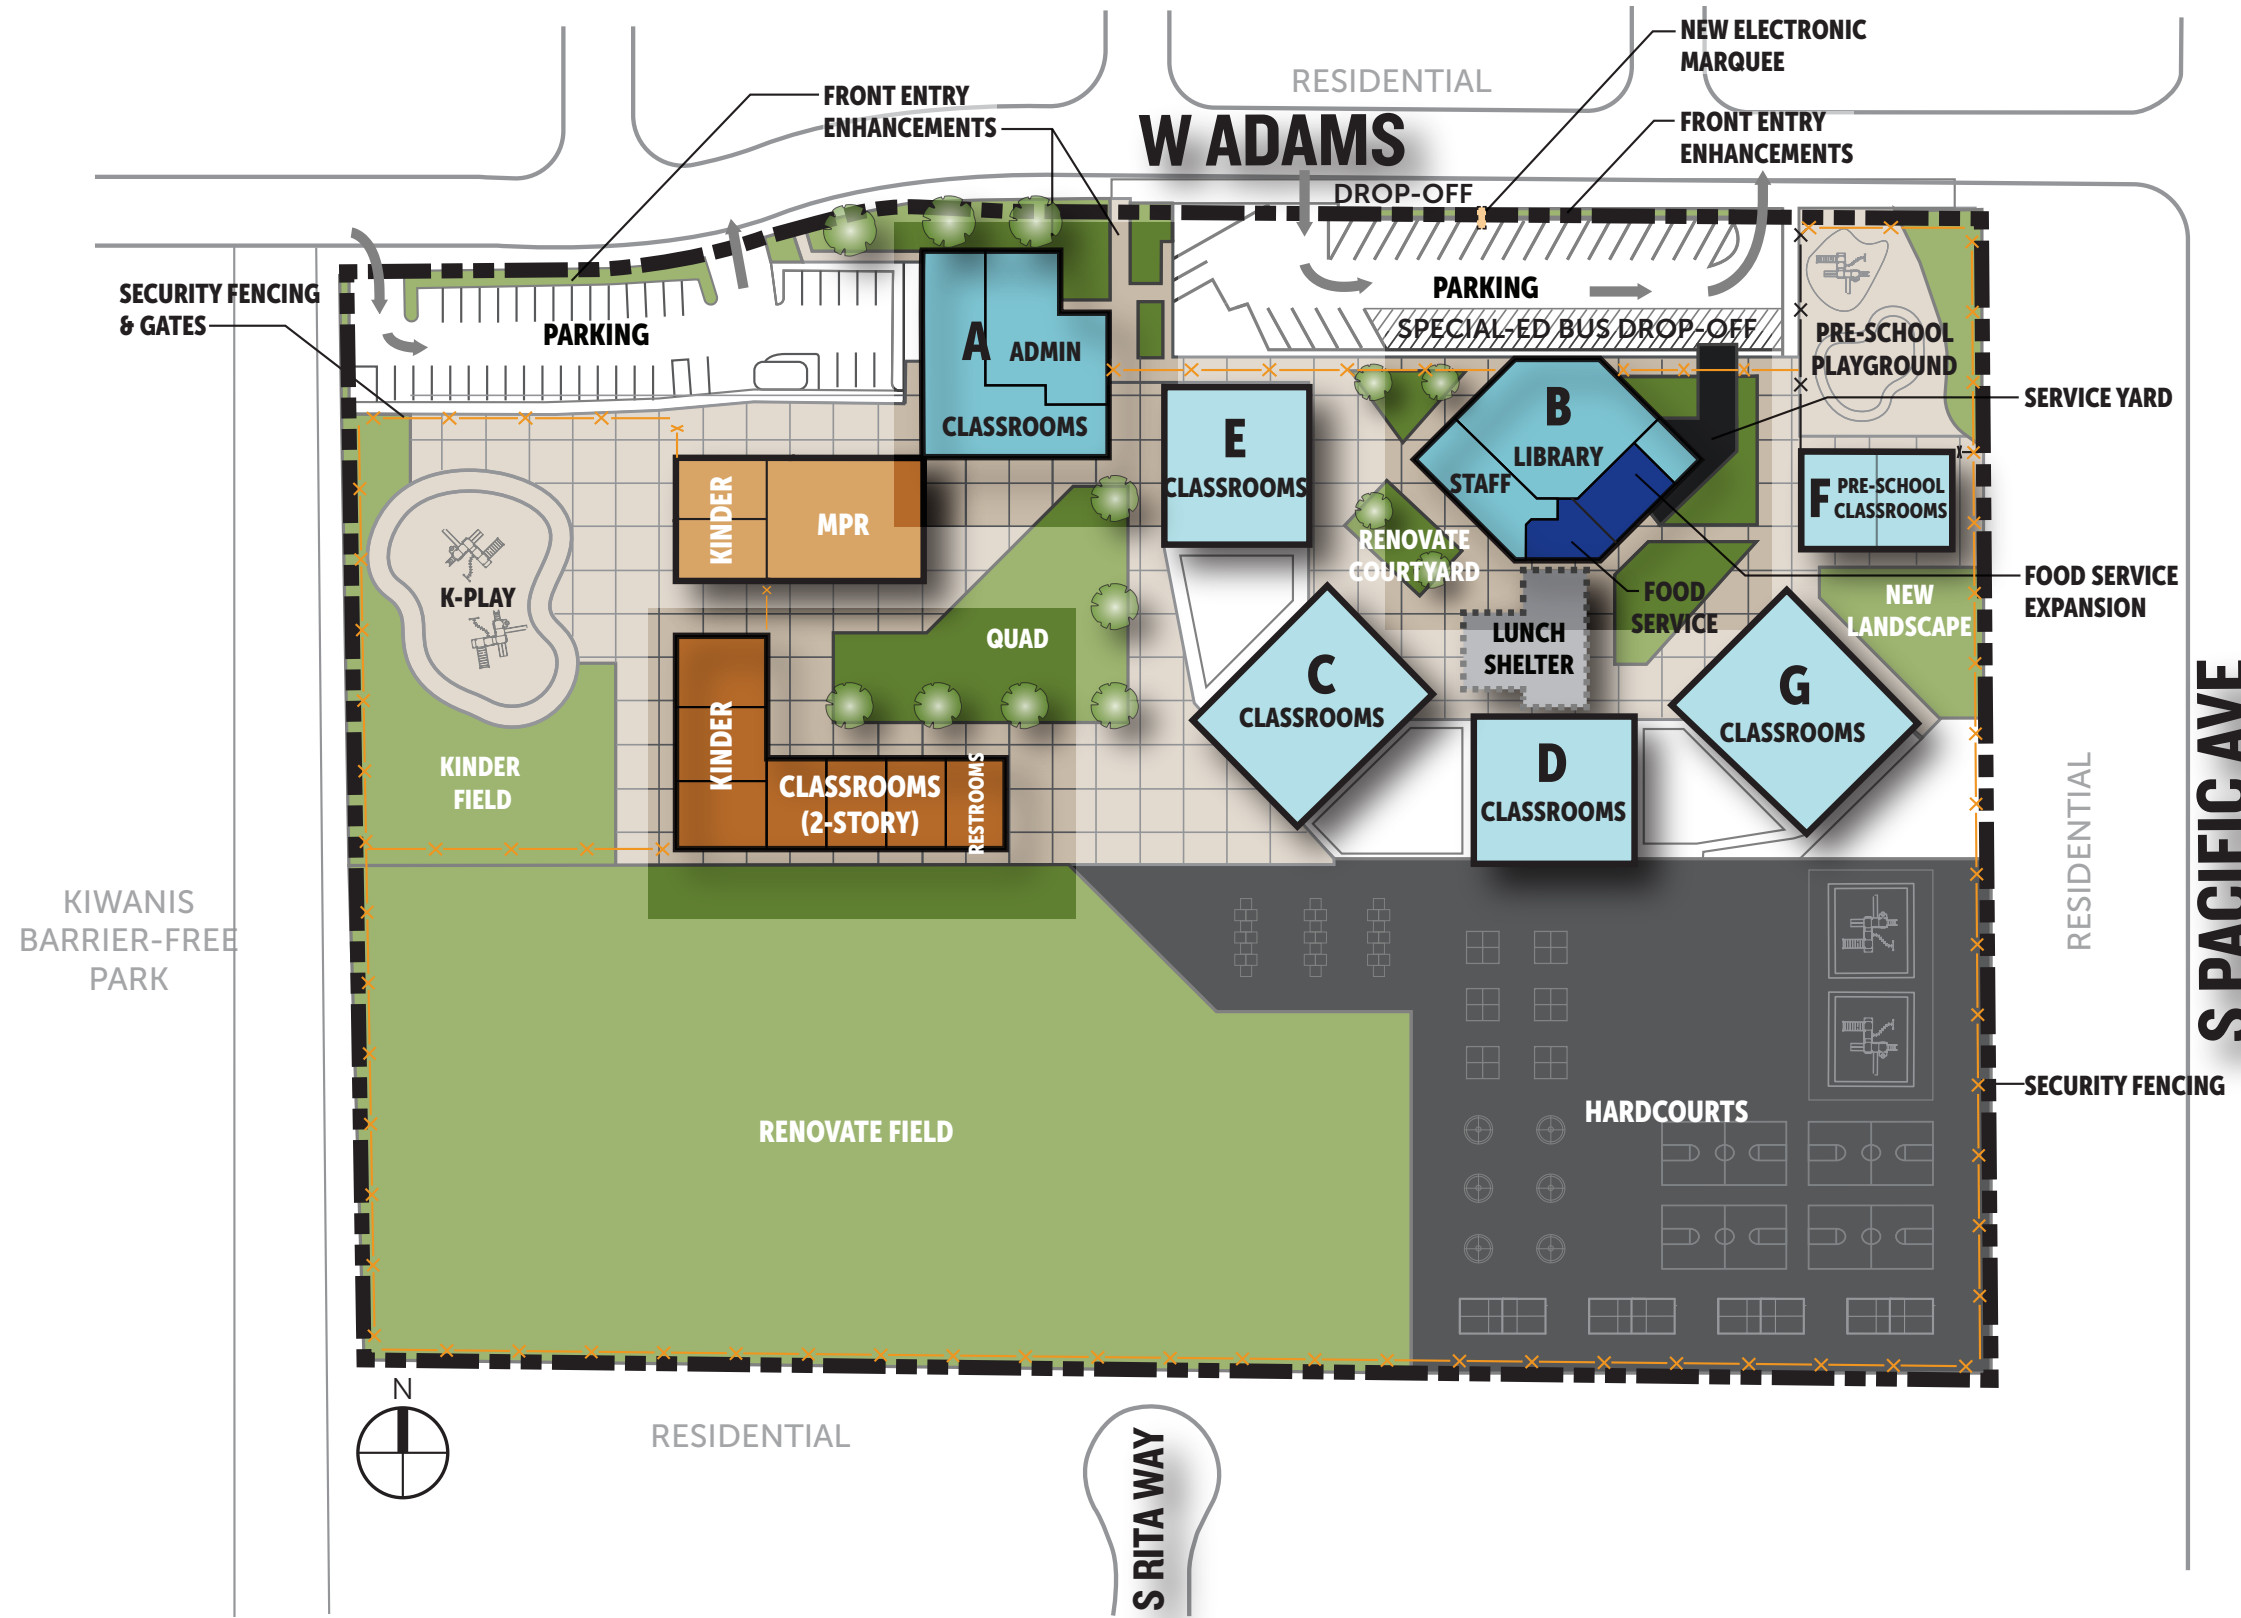 NEW ELECTRONIC
MARQUEE
RESIDENTIAL
FRONT ENTRY
ENHANCEMENTS
W ADAMS
FRONT ENTRY
ENHANCEMENTS
DROP-OFF
SECURITY FENCING
& GATES
PARKING
PARKING
SPECIAL-ED BUS DROP-OFF
PRE-SCHOOL
PLAYGROUND
A
ADMIN
CLASSROOMS
E
CLASSROOMS
B
LIBRARY
STAFF
SERVICE YARD
F
PRE-SCHOOL
CLASSROOMS
KINDER
MPR
RENOVATE
COURTYARD
FOOD
SERVICE
FOOD SERVICE
EXPANSION
NEW
LANDSCAPE
K-PLAY
QUAD
LUNCH
SHELTER
C
CLASSROOMS
G
CLASSROOMS
D
CLASSROOMS
KINDER
FIELD
KINDER
CLASSROOMS
(2-STORY)
RESTROOMS
RESIDENTIAL
S PACIFIC AVE
KIWANIS
BARRIER-FREE
PARK
RENOVATE FIELD
HARDCOURTS
SECURITY FENCING
N
RESIDENTIAL
S RITA WAY